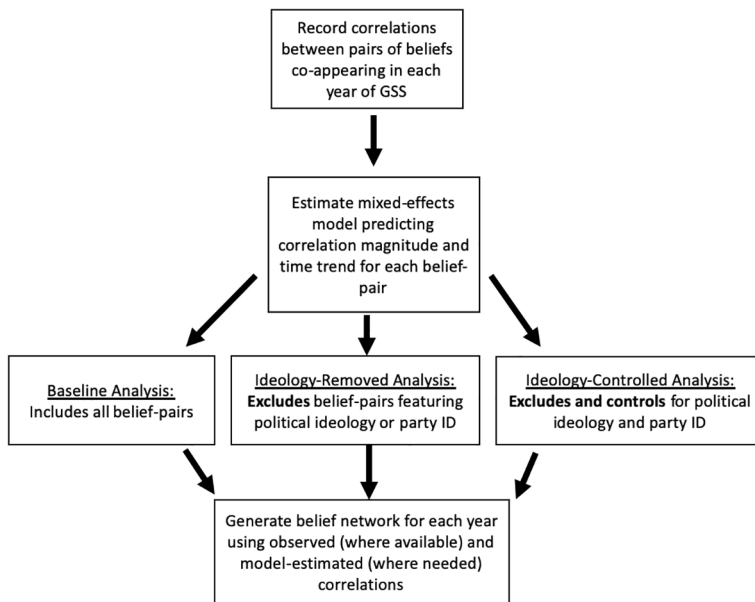 Record correlations
between pairs of beliefs
co-appearing in each
year of GSS
Estimate mixed-effects
model predicting
correlation magnitude and
time trend for each belief-
pair
Baseline Analysis:
Includes all belief-pairs
Ideology-Removed Analysis:
Excludes belief-pairs featuring
political ideology or party ID
Ideology-Controlled Analysis:
Excludes and controls for political
ideology and party ID
Generate belief network for each year
using observed (where available) and
model-estimated (where needed)
correlations